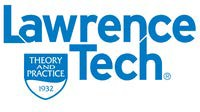 Lawrence
Tech®
THEORY
AND
PRACTICE
1932